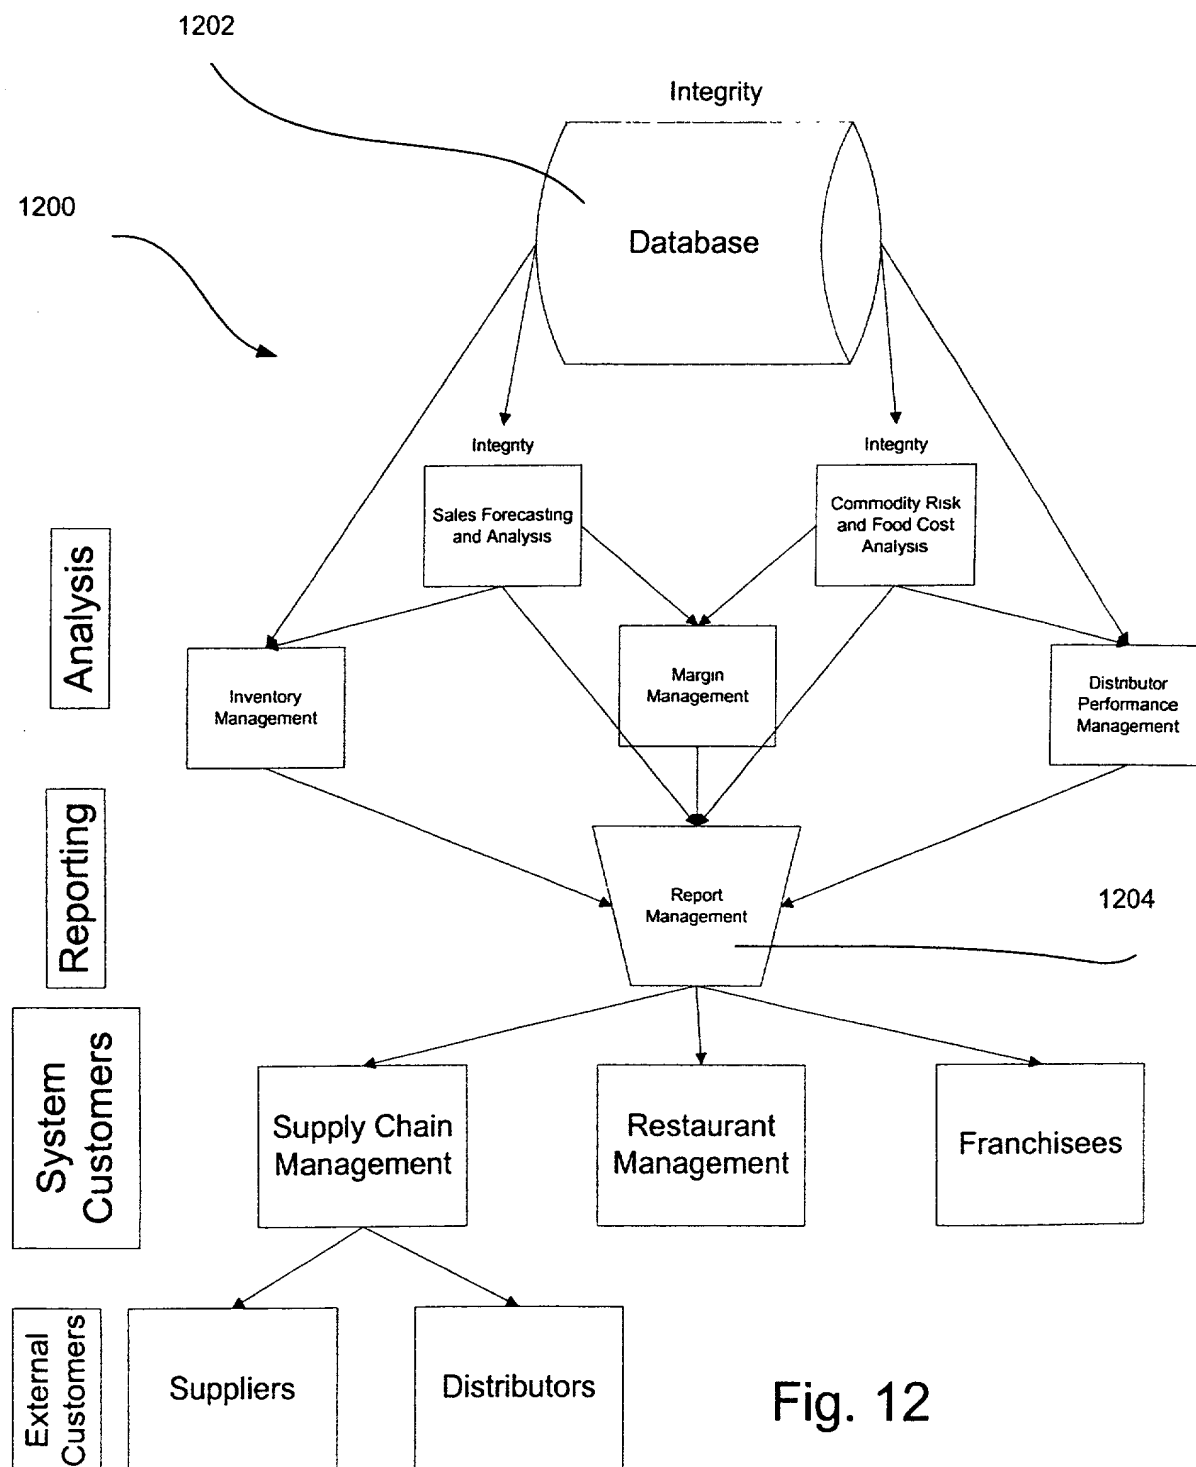 1202
Integrity
1200
Database
Integrity
Integrity
Sales Forecasting
and Analysis
Commodity Risk
and Food Cost
Analysis
Analysis
Inventory
Management
Margin
Management
Distributor
Performance
Management
Reporting
Report
Management
1204
System
Customers
Supply Chain
Management
Restaurant
Management
Franchisees
External
Customers
Suppliers
Distributors
Fig. 12